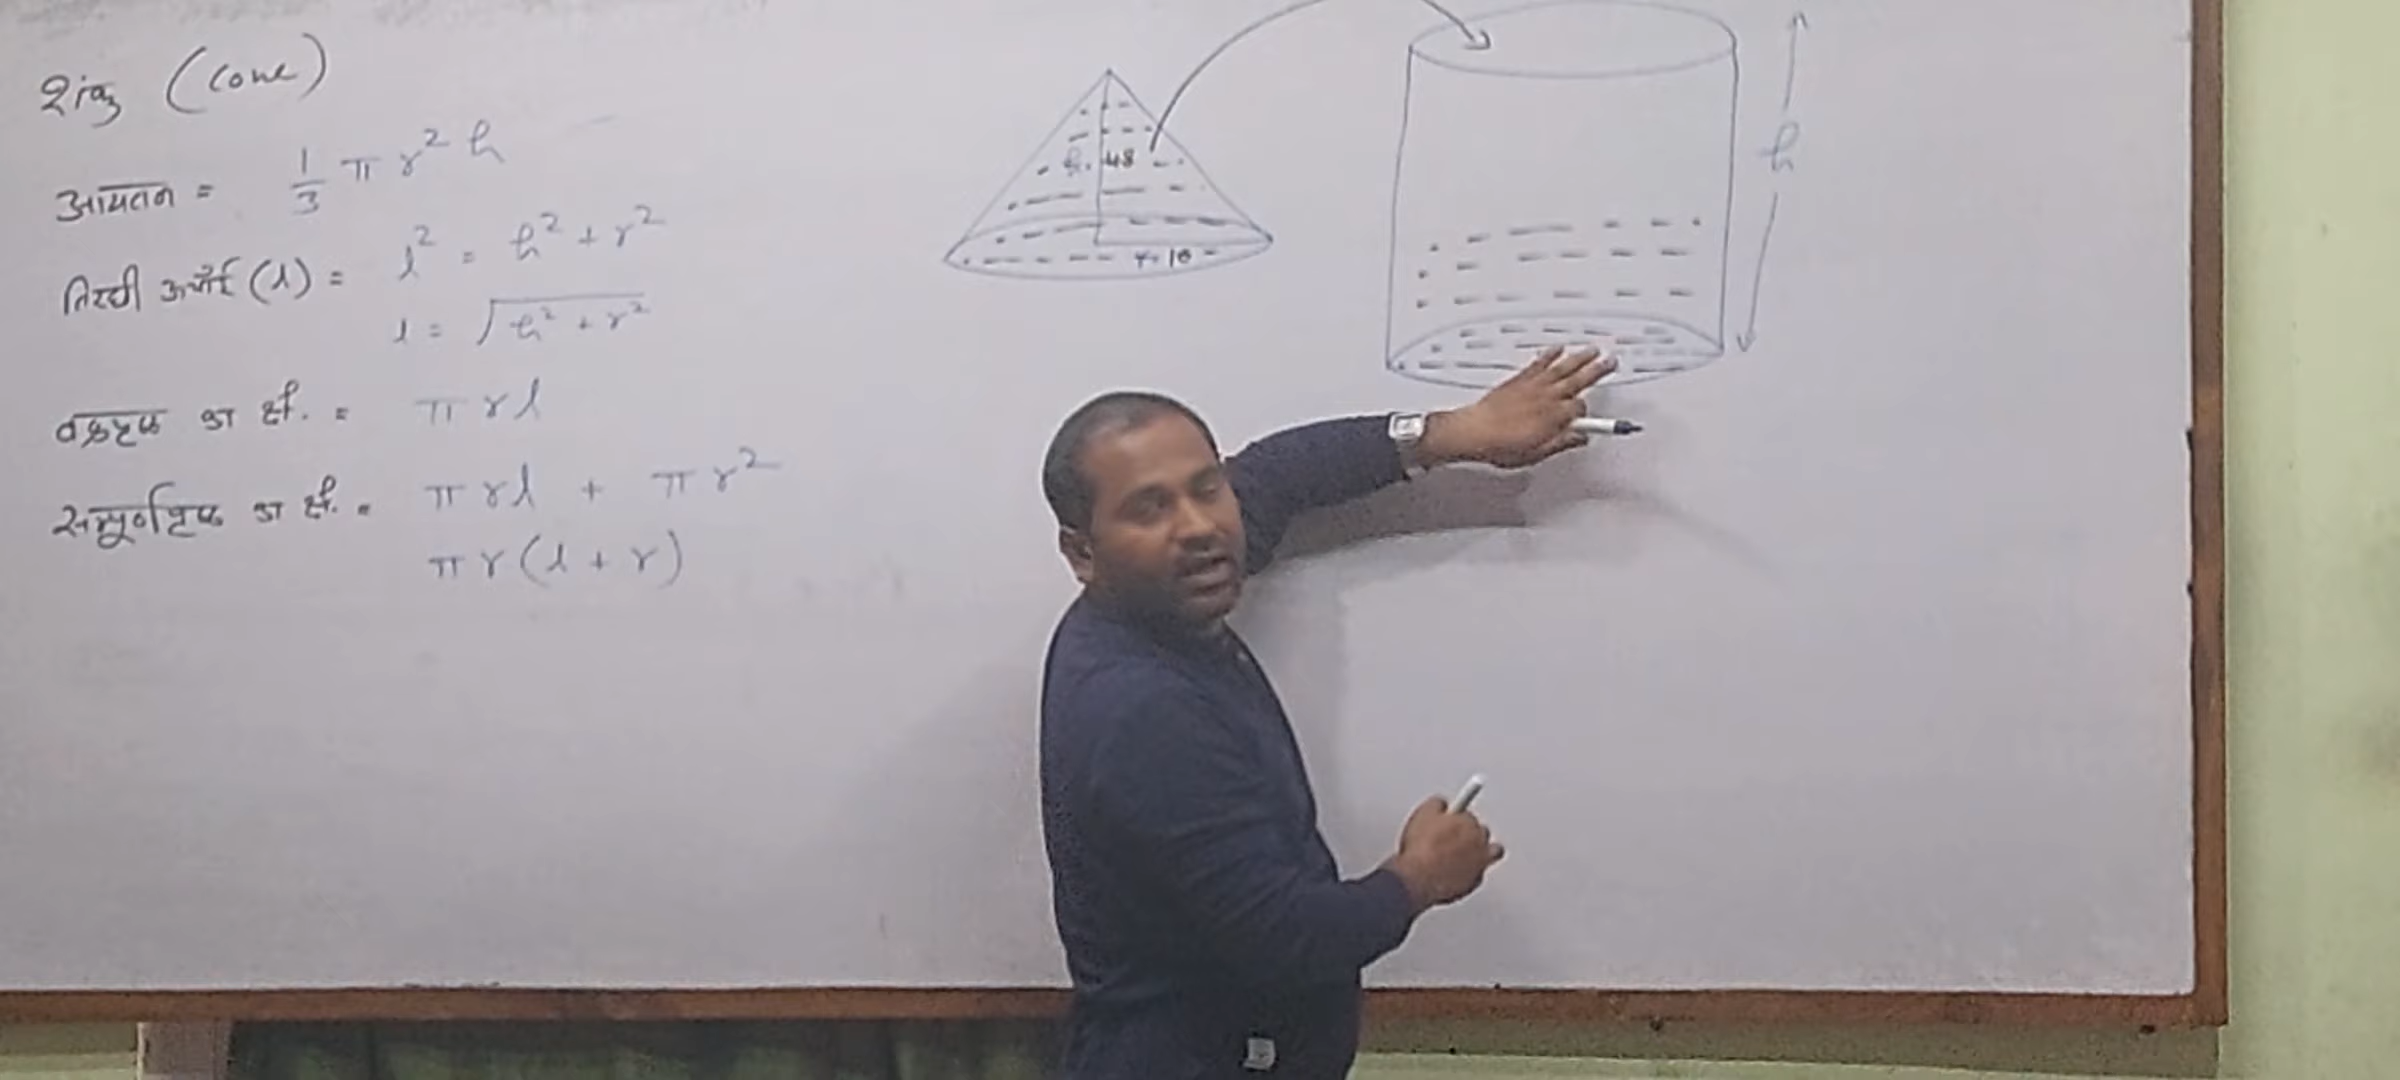 शंकु (Cone)
आयतन = 1/3 π r² h
तिरछी ऊँचाई (l) = l² = h² + r²
l = √h² + r²
वक्रपृष्ठ का क्षे. = π r l
सम्पूर्णपृष्ठ का क्षे. = π r l + π r²
π r (l + r)
h. 48
r. 10
h